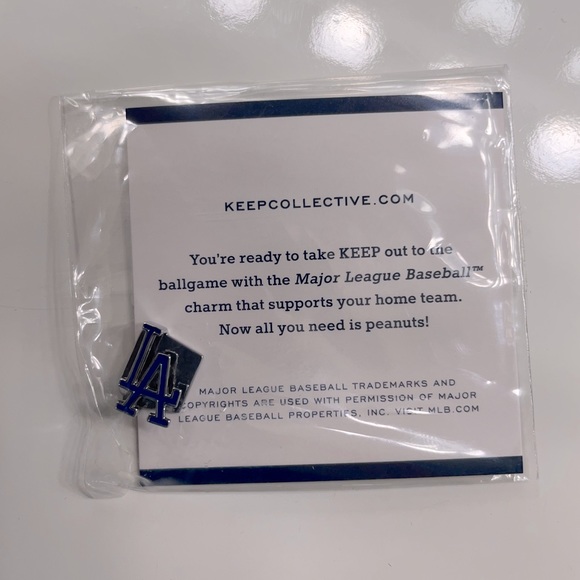 KEEPCOLLECTIVE.COM
You're ready to take KEEP out to the
ballgame with the Major League Baseball™
charm that supports your home team.
Now all you need is peanuts!
LA
MAJOR LEAGUE BASEBALL TRADEMARKS AND
COPYRIGHTS ARE USED WITH PERMISSION OF MAJOR
LEAGUE BASEBALL PROPERTIES, INC. VISIT MLB.COM